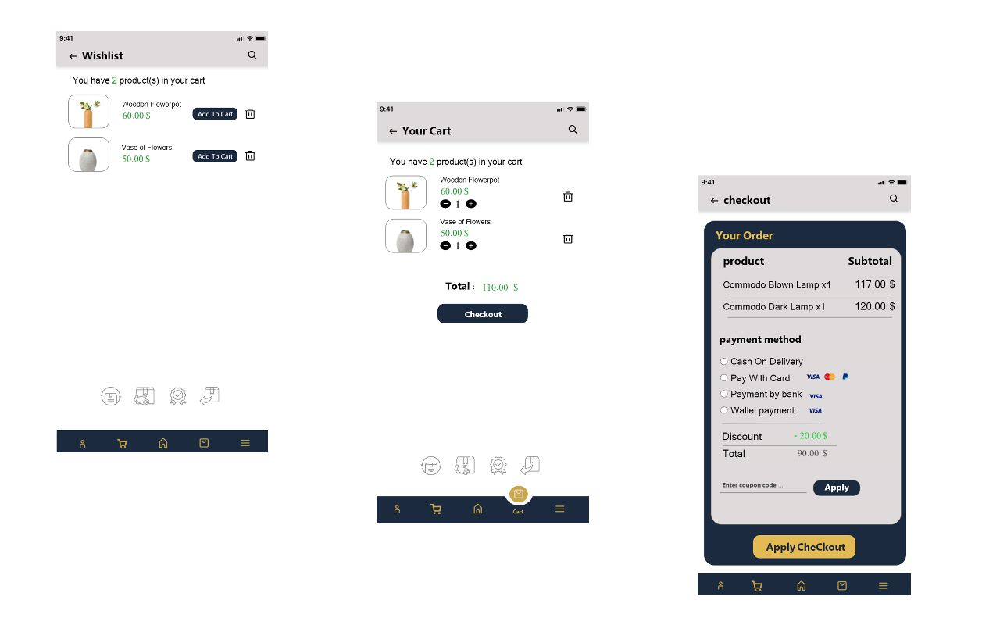 9:41
← Wishlist
You have 2 product(s) in your cart
Wooden Flowerpot
60.00 $
Add To Cart
Vase of Flowers
50.00 $
Add To Cart
9:41
← Your Cart
You have 2 product(s) in your cart
Wooden Flowerpot
60.00 $
1
Vase of Flowers
50.00 $
1
Total : 110.00 $
Checkout
Cart
9:41
← checkout
Your Order
product Subtotal
Commodo Blown Lamp x1 117.00 $
Commodo Dark Lamp x1 120.00 $
payment method
Cash On Delivery
Pay With Card VISA
Payment by bank VISA
Wallet payment VISA
Discount - 20.00 $
Total 90.00 $
Enter coupon code..... Apply
Apply CheCkout